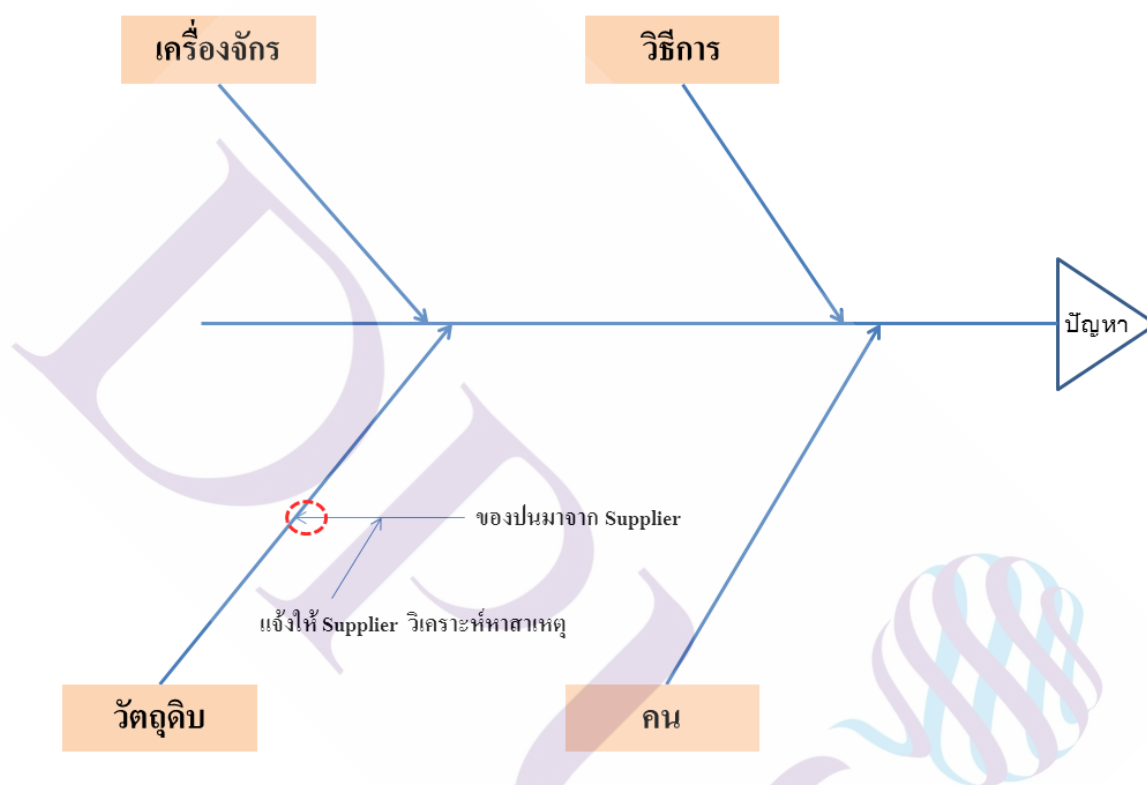 เครื่องจักร
วิธีการ
ปัญหา
ของปนมาจาก Supplier
แจ้งให้ Supplier วิเคราะห์หาสาเหตุ
วัตถุดิบ
คน